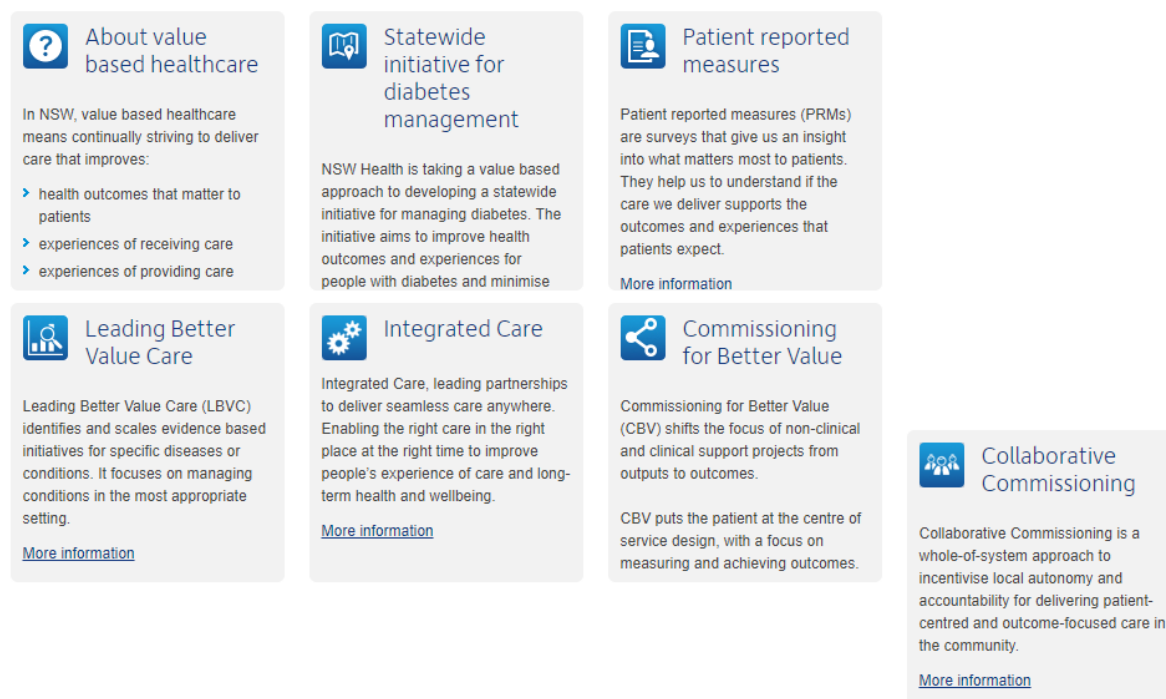 About value
based healthcare
In NSW, value based healthcare
means continually striving to deliver
care that improves:
health outcomes that matter to
patients
experiences of receiving care
experiences of providing care
Statewide
initiative for
diabetes
management
NSW Health is taking a value based
approach to developing a statewide
initiative for managing diabetes. The
initiative aims to improve health
outcomes and experiences for
people with diabetes and minimise
Patient reported
measures
Patient reported measures (PRMs)
are surveys that give us an insight
into what matters most to patients.
They help us to understand if the
care we deliver supports the
outcomes and experiences that
patients expect.
More information
Leading Better
Value Care
Leading Better Value Care (LBVC)
identifies and scales evidence based
initiatives for specific diseases or
conditions. It focuses on managing
conditions in the most appropriate
setting.
More information
Integrated Care
Integrated Care, leading partnerships
to deliver seamless care anywhere.
Enabling the right care in the right
place at the right time to improve
people's experience of care and long-
term health and wellbeing.
More information
Commissioning
for Better Value
Commissioning for Better Value
(CBV) shifts the focus of non-clinical
and clinical support projects from
outputs to outcomes.
CBV puts the patient at the centre of
service design, with a focus on
measuring and achieving outcomes.
Collaborative
Commissioning
Collaborative Commissioning is a
whole-of-system approach to
incentivise local autonomy and
accountability for delivering patient-
centred and outcome-focused care in
the community.
More information